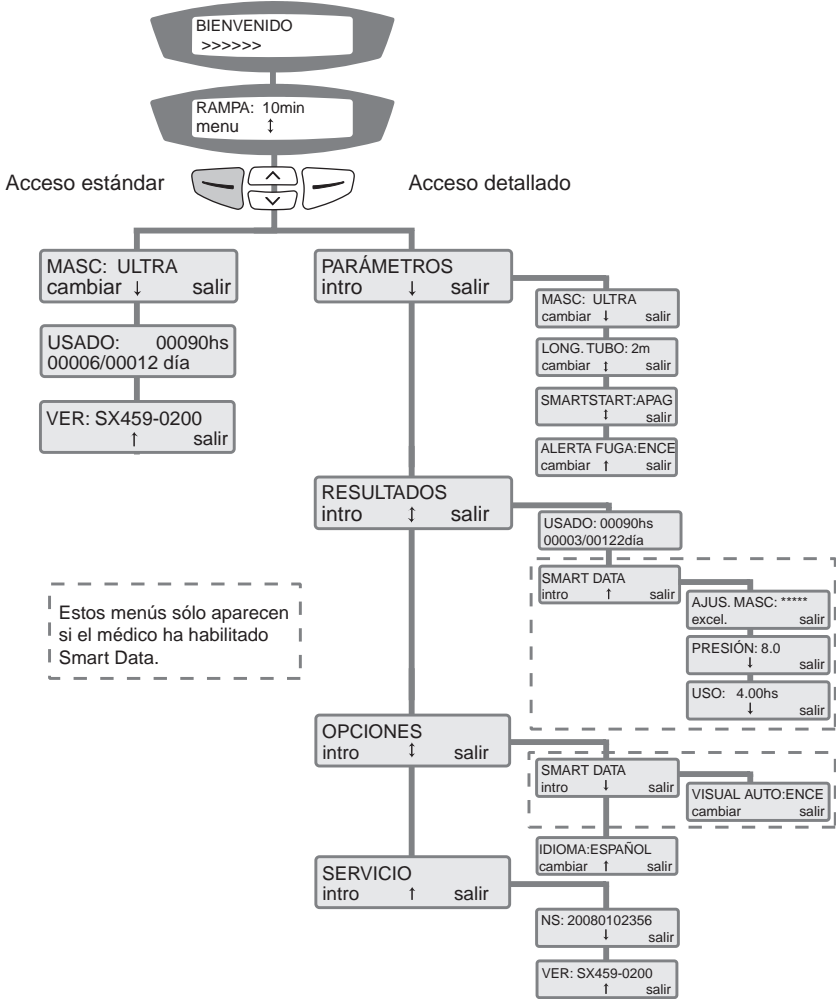 BIENVENIDO
>>>>>>
RAMPA: 10min
menu ↕
Acceso estándar
Acceso detallado
MASC: ULTRA
cambiar ↓ salir
USADO: 00090hs
00006/00012 día
VER: SX459-0200
↑ salir
PARÁMETROS
intro ↓ salir
MASC: ULTRA
cambiar ↓ salir
LONG. TUBO: 2m
cambiar ↕ salir
SMARTSTART:APAG
↕ salir
ALERTA FUGA:ENCE
cambiar ↑ salir
RESULTADOS
intro ↕ salir
USADO: 00090hs
00003/00122día
SMART DATA
intro ↑ salir
AJUS. MASC: *****
excel. salir
PRESIÓN: 8.0
↓ salir
USO: 4.00hs
↓ salir
Estos menús sólo aparecen
si el médico ha habilitado
Smart Data.
OPCIONES
intro ↕ salir
SMART DATA
intro ↓ salir
VISUAL AUTO:ENCE
cambiar salir
IDIOMA:ESPAÑOL
cambiar ↑ salir
SERVICIO
intro ↑ salir
NS: 20080102356
↓ salir
VER: SX459-0200
↑ salir